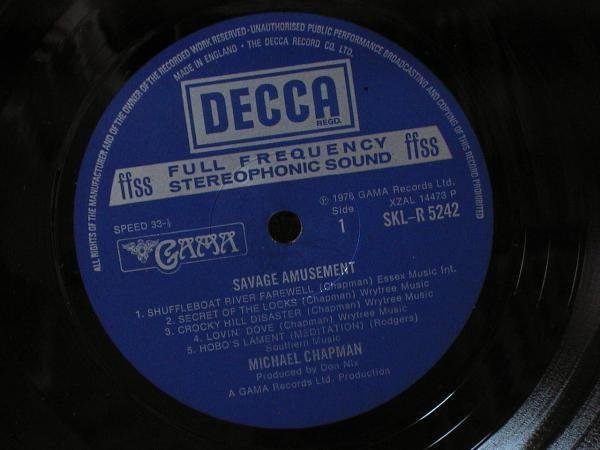 ALL RIGHTS OF THE MANUFACTURER AND OF THE OWNER OF THE RECORDED WORK RESERVED · UNAUTHORISED PUBLIC PERFORMANCE BROADCASTING AND COPYING OF THIS RECORD PROHIBITED
MADE IN ENGLAND · THE DECCA RECORD CO. LTD.
DECCA
REGD.
ffss FULL FREQUENCY ffss
STEREOPHONIC SOUND
SPEED 33-⅓
GAMA
℗ 1976 GAMA Records Ltd.
Side XZAL 14473 P
1 SKL-R 5242
SAVAGE AMUSEMENT
1. SHUFFLEBOAT RIVER FAREWELL (Chapman) Essex Music Int.
2. SECRET OF THE LOCKS (Chapman) Wrytree Music
3. CROCKY HILL DISASTER (Chapman) Wrytree Music
4. LOVIN' DOVE (Chapman) Wrytree Music
5. HOBO'S LAMENT (MEDITATION) (Rodgers)
Southern Music
MICHAEL CHAPMAN
Produced by Don Nix
A GAMA Records Ltd. Production